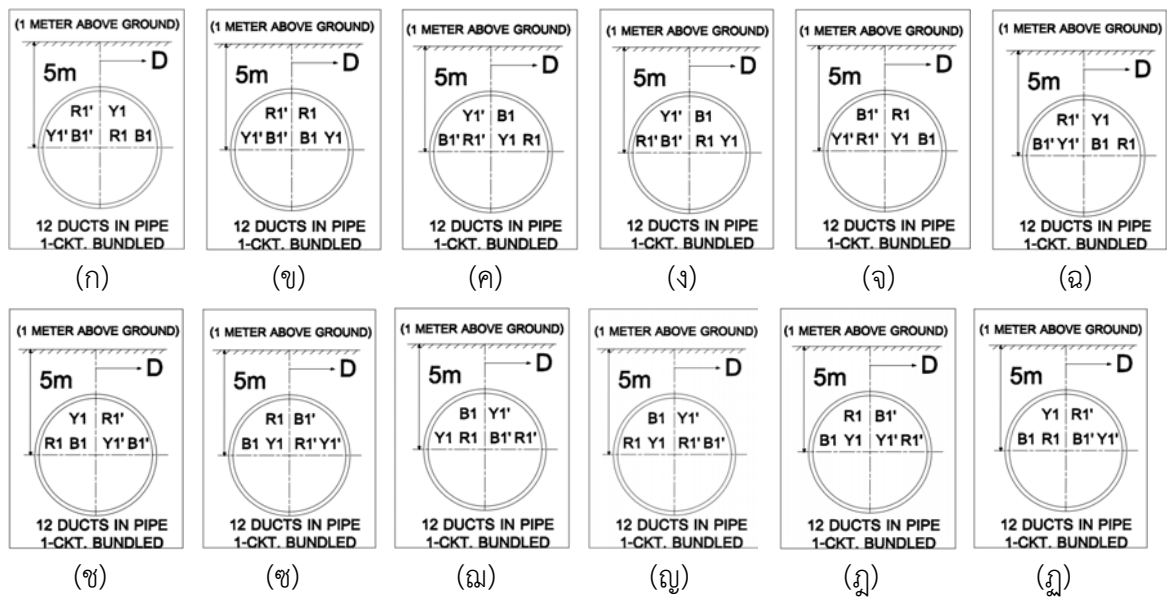 (1 METER ABOVE GROUND)
D
5m
R1' Y1
Y1' B1' R1 B1
12 DUCTS IN PIPE
1-CKT. BUNDLED
(ก)
(1 METER ABOVE GROUND)
D
5m
R1' R1
Y1' B1' B1 Y1
12 DUCTS IN PIPE
1-CKT. BUNDLED
(ข)
(1 METER ABOVE GROUND)
D
5m
Y1' B1
B1' R1' Y1 R1
12 DUCTS IN PIPE
1-CKT. BUNDLED
(ค)
(1 METER ABOVE GROUND)
D
5m
Y1' B1
R1' B1' R1 Y1
12 DUCTS IN PIPE
1-CKT. BUNDLED
(ง)
(1 METER ABOVE GROUND)
D
5m
B1' R1
Y1' R1' Y1 B1
12 DUCTS IN PIPE
1-CKT. BUNDLED
(จ)
(1 METER ABOVE GROUND)
D
5m
R1' Y1
B1' Y1' B1 R1
12 DUCTS IN PIPE
1-CKT. BUNDLED
(ฉ)
(1 METER ABOVE GROUND)
D
5m
Y1 R1'
R1 B1 Y1' B1'
12 DUCTS IN PIPE
1-CKT. BUNDLED
(ช)
(1 METER ABOVE GROUND)
D
5m
R1 B1'
B1 Y1 R1' Y1'
12 DUCTS IN PIPE
1-CKT. BUNDLED
(ซ)
(1 METER ABOVE GROUND)
D
5m
B1 Y1'
Y1 R1 B1' R1'
12 DUCTS IN PIPE
1-CKT. BUNDLED
(ฌ)
(1 METER ABOVE GROUND)
D
5m
B1 Y1'
R1 Y1 R1' B1'
12 DUCTS IN PIPE
1-CKT. BUNDLED
(ญ)
(1 METER ABOVE GROUND)
D
5m
R1 B1'
B1 Y1 Y1' R1'
12 DUCTS IN PIPE
1-CKT. BUNDLED
(ฎ)
(1 METER ABOVE GROUND)
D
5m
Y1 R1'
B1 R1 B1' Y1'
12 DUCTS IN PIPE
1-CKT. BUNDLED
(ฏ)